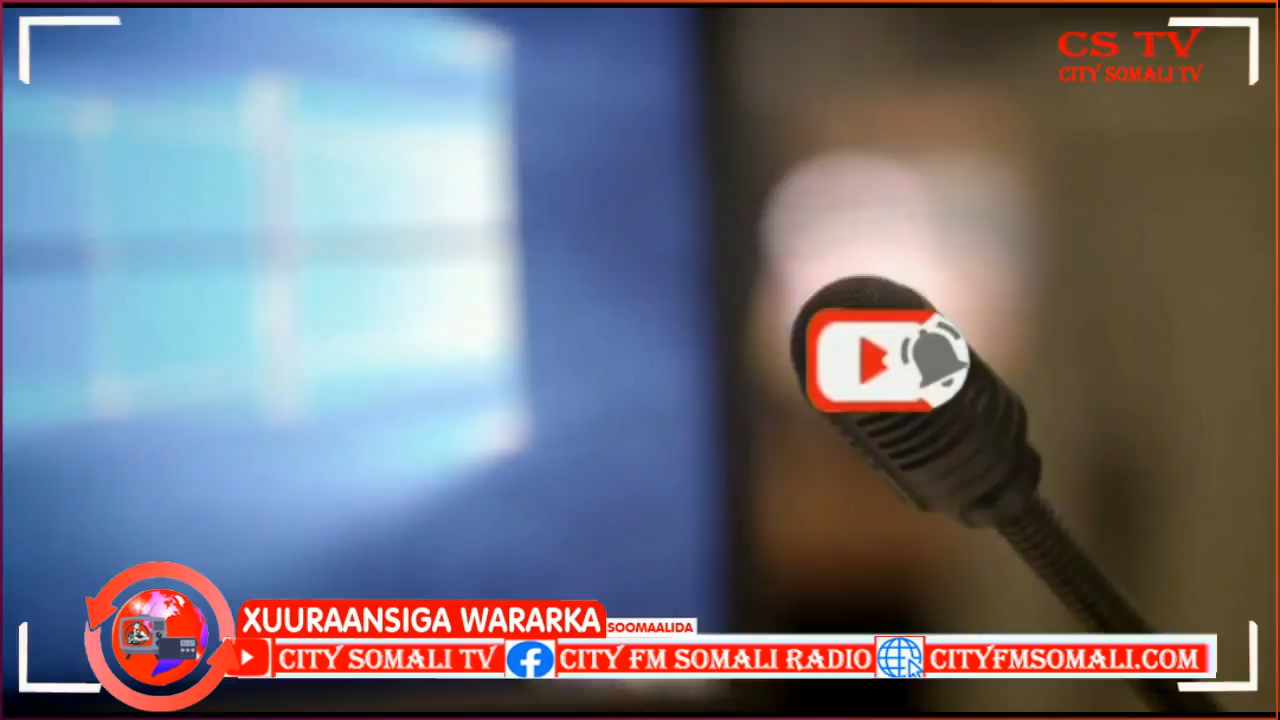 CS TV
CITY SOMALI TV
XUURAANSIGA WARARKA
SOOMAALIDA
CITY SOMALI TV CITY FM SOMALI RADIO CITYFMSOMALI.COM